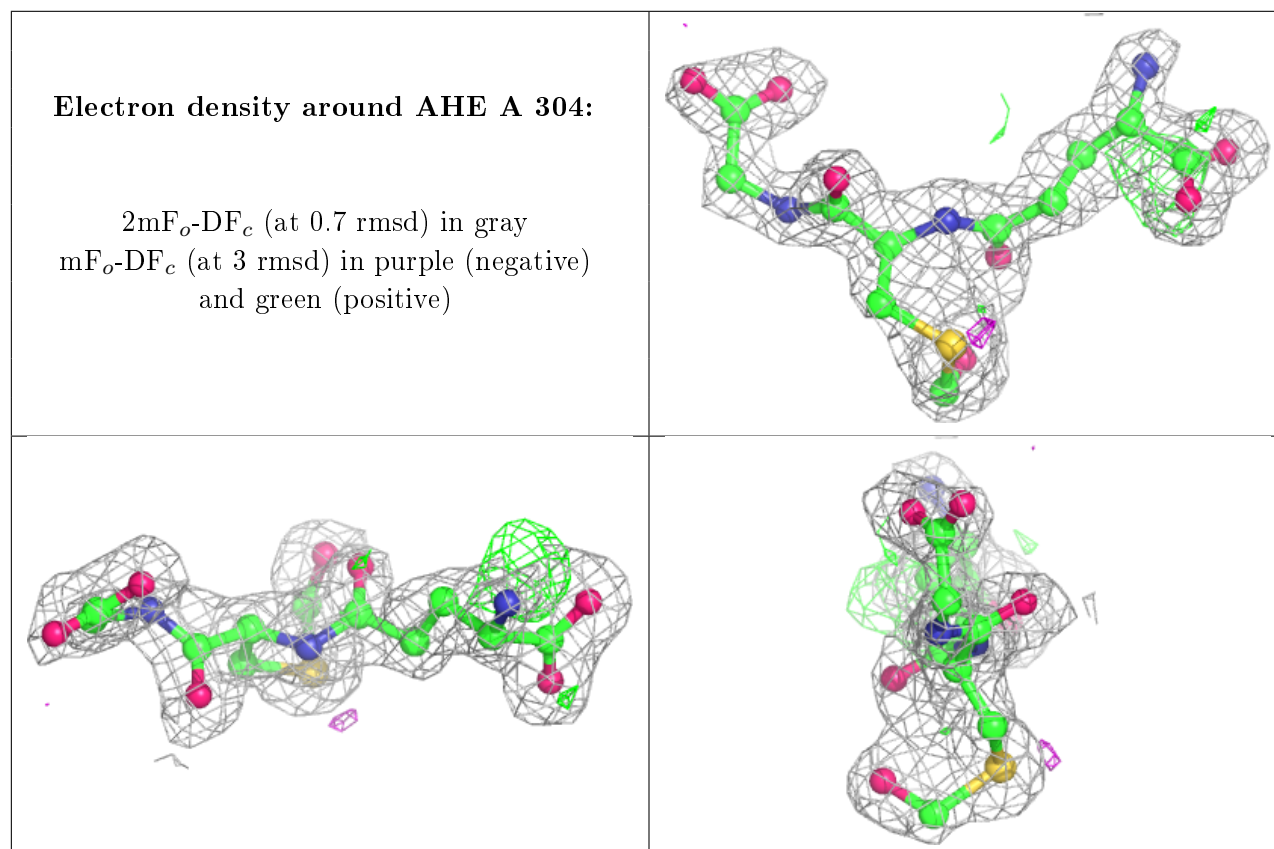 Electron density around AHE A 304:
2mFo-DFc (at 0.7 rmsd) in gray
mFo-DFc (at 3 rmsd) in purple (negative)
and green (positive)